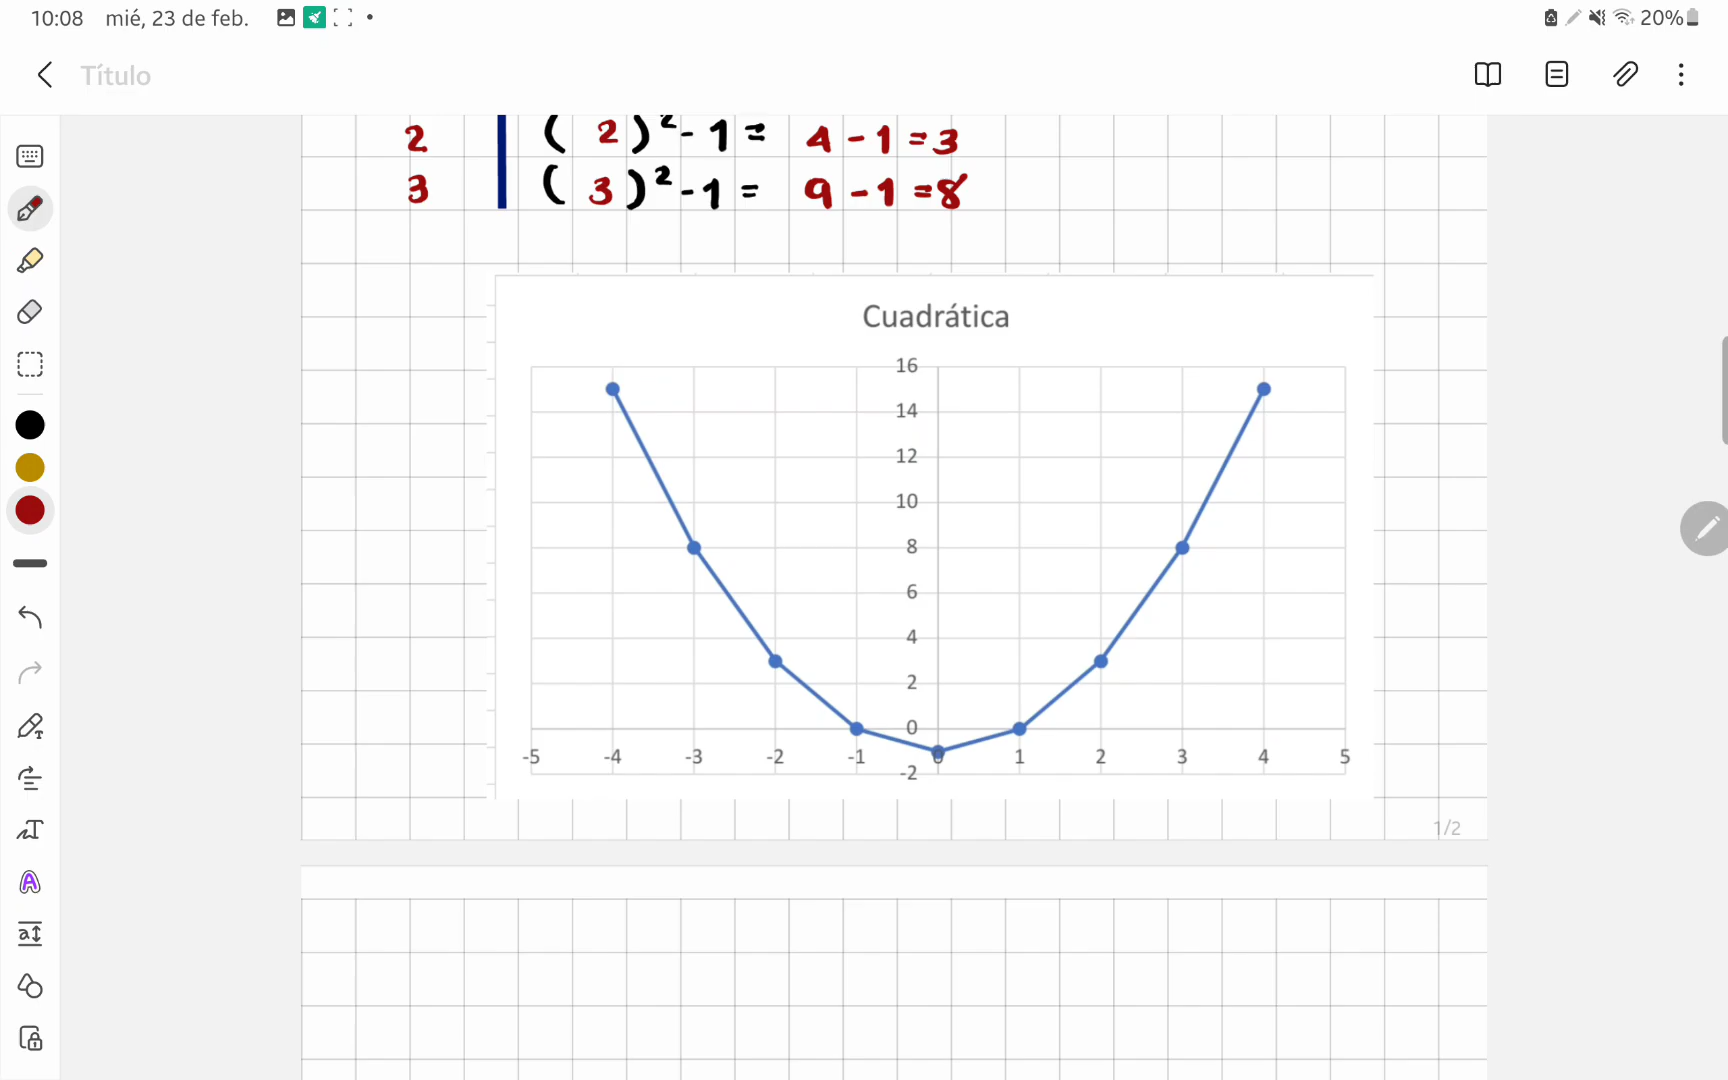 10:08 mié, 23 de feb. 20%
Título
2 ( 2 )² - 1 = 4 - 1 = 3
3 ( 3 )² - 1 = 9 - 1 = 8
Cuadrática
16
14
12
10
8
6
4
2
0
-5 -4 -3 -2 -1 0 1 2 3 4 5
-2
1/2